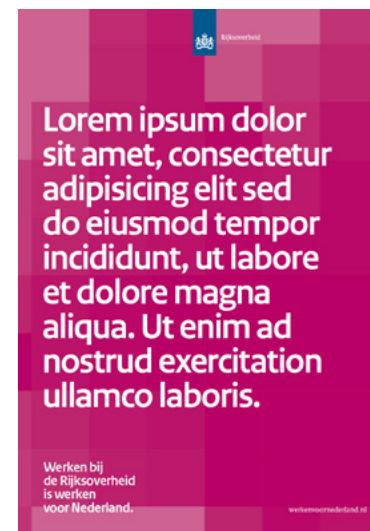 Rijksoverheid
Lorem ipsum dolor
sit amet, consectetur
adipisicing elit sed
do eiusmod tempor
incididunt, ut labore
et dolore magna
aliqua. Ut enim ad
nostrud exercitation
ullamco laboris.
Werken bij
de Rijksoverheid
is werken
voor Nederland.
werkenvoornederland.nl